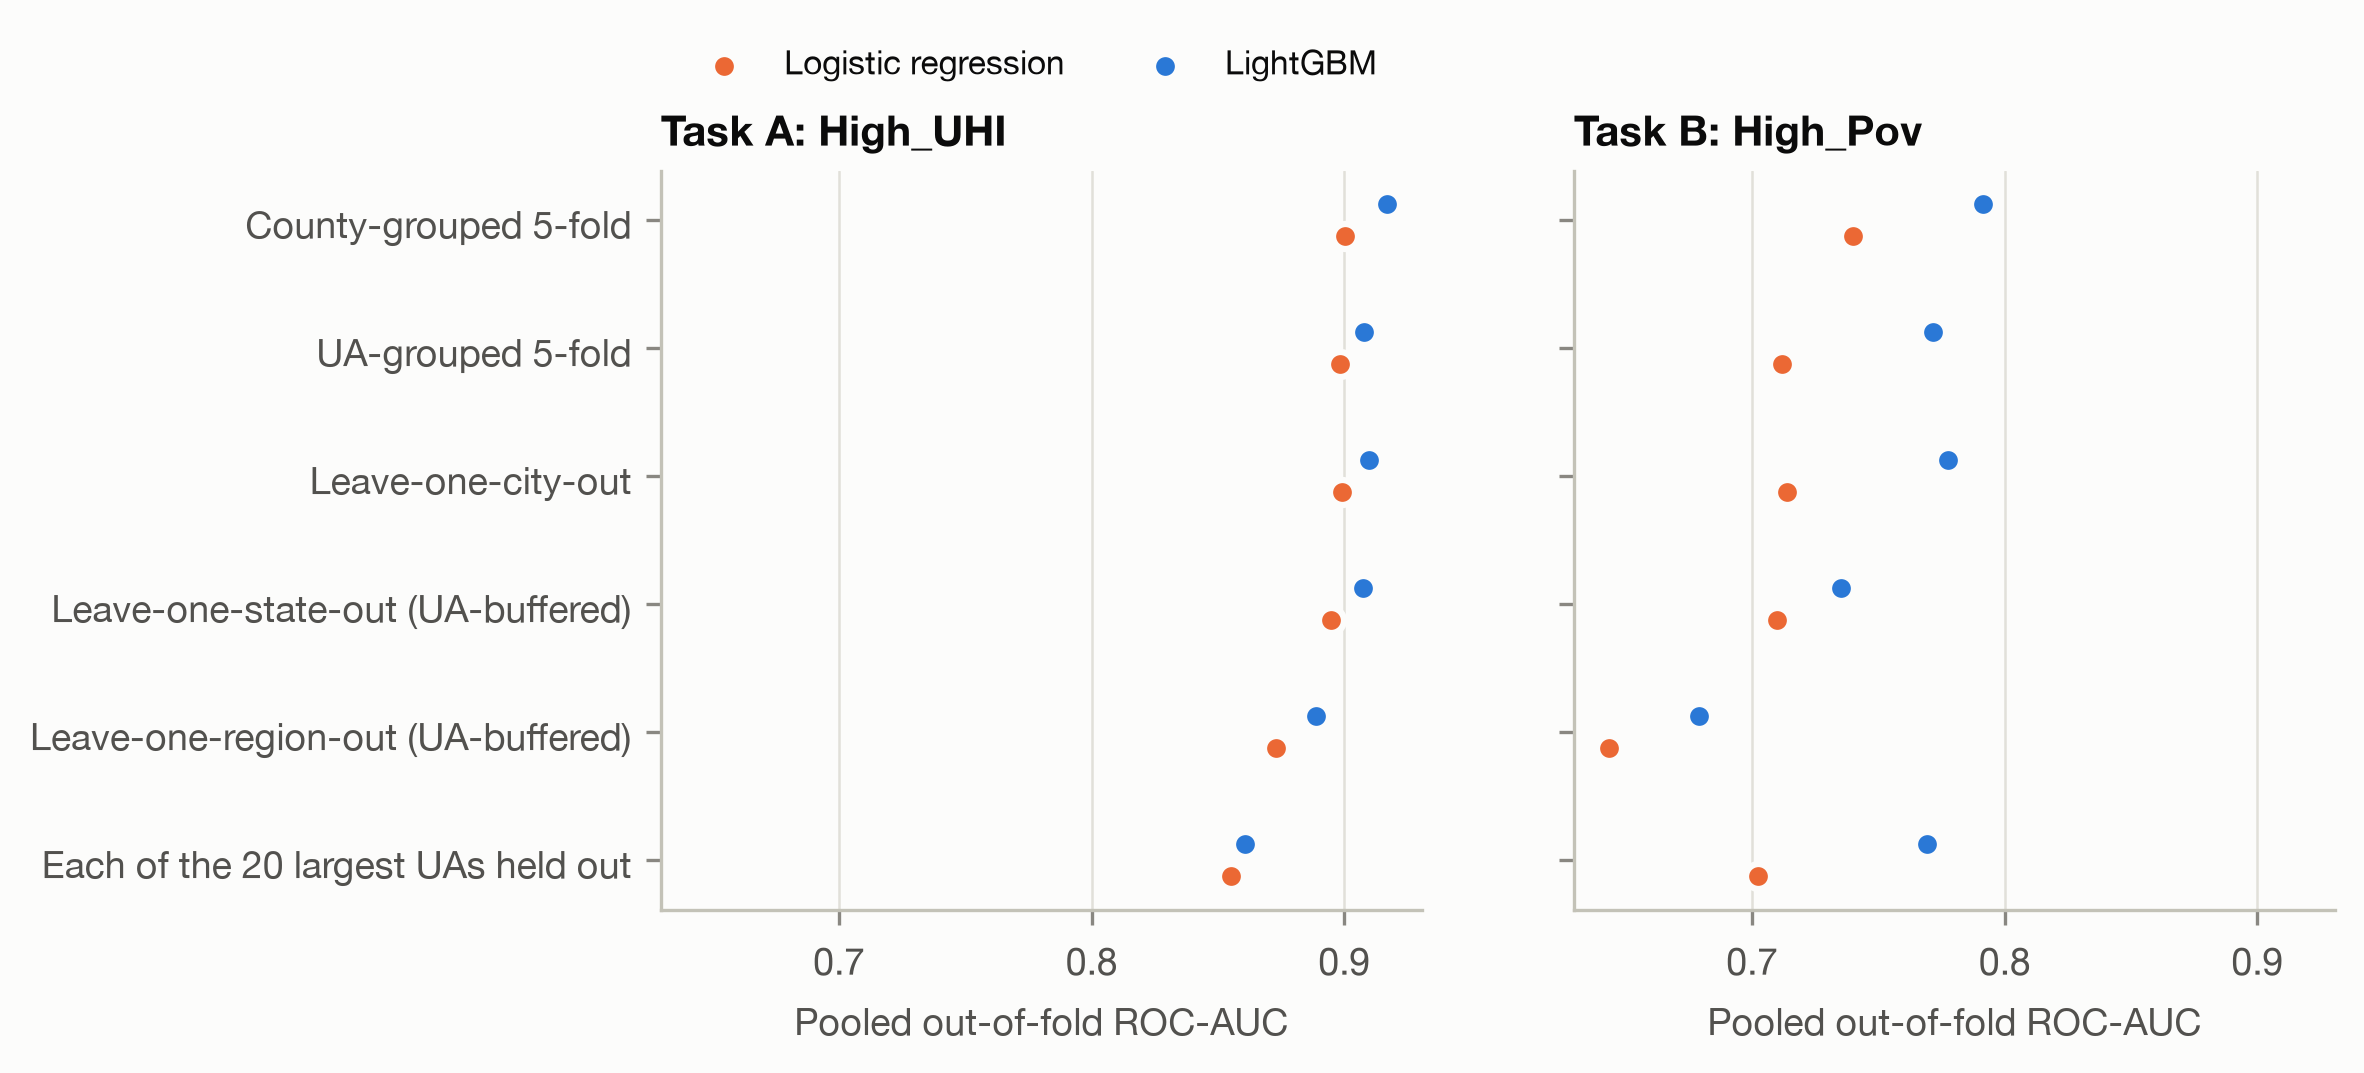 Logistic regression
LightGBM
Task A: High_UHI
Task B: High_Pov
County-grouped 5-fold
UA-grouped 5-fold
Leave-one-city-out
Leave-one-state-out (UA-buffered)
Leave-one-region-out (UA-buffered)
Each of the 20 largest UAs held out
0.7 0.8 0.9
0.7 0.8 0.9
Pooled out-of-fold ROC-AUC
Pooled out-of-fold ROC-AUC